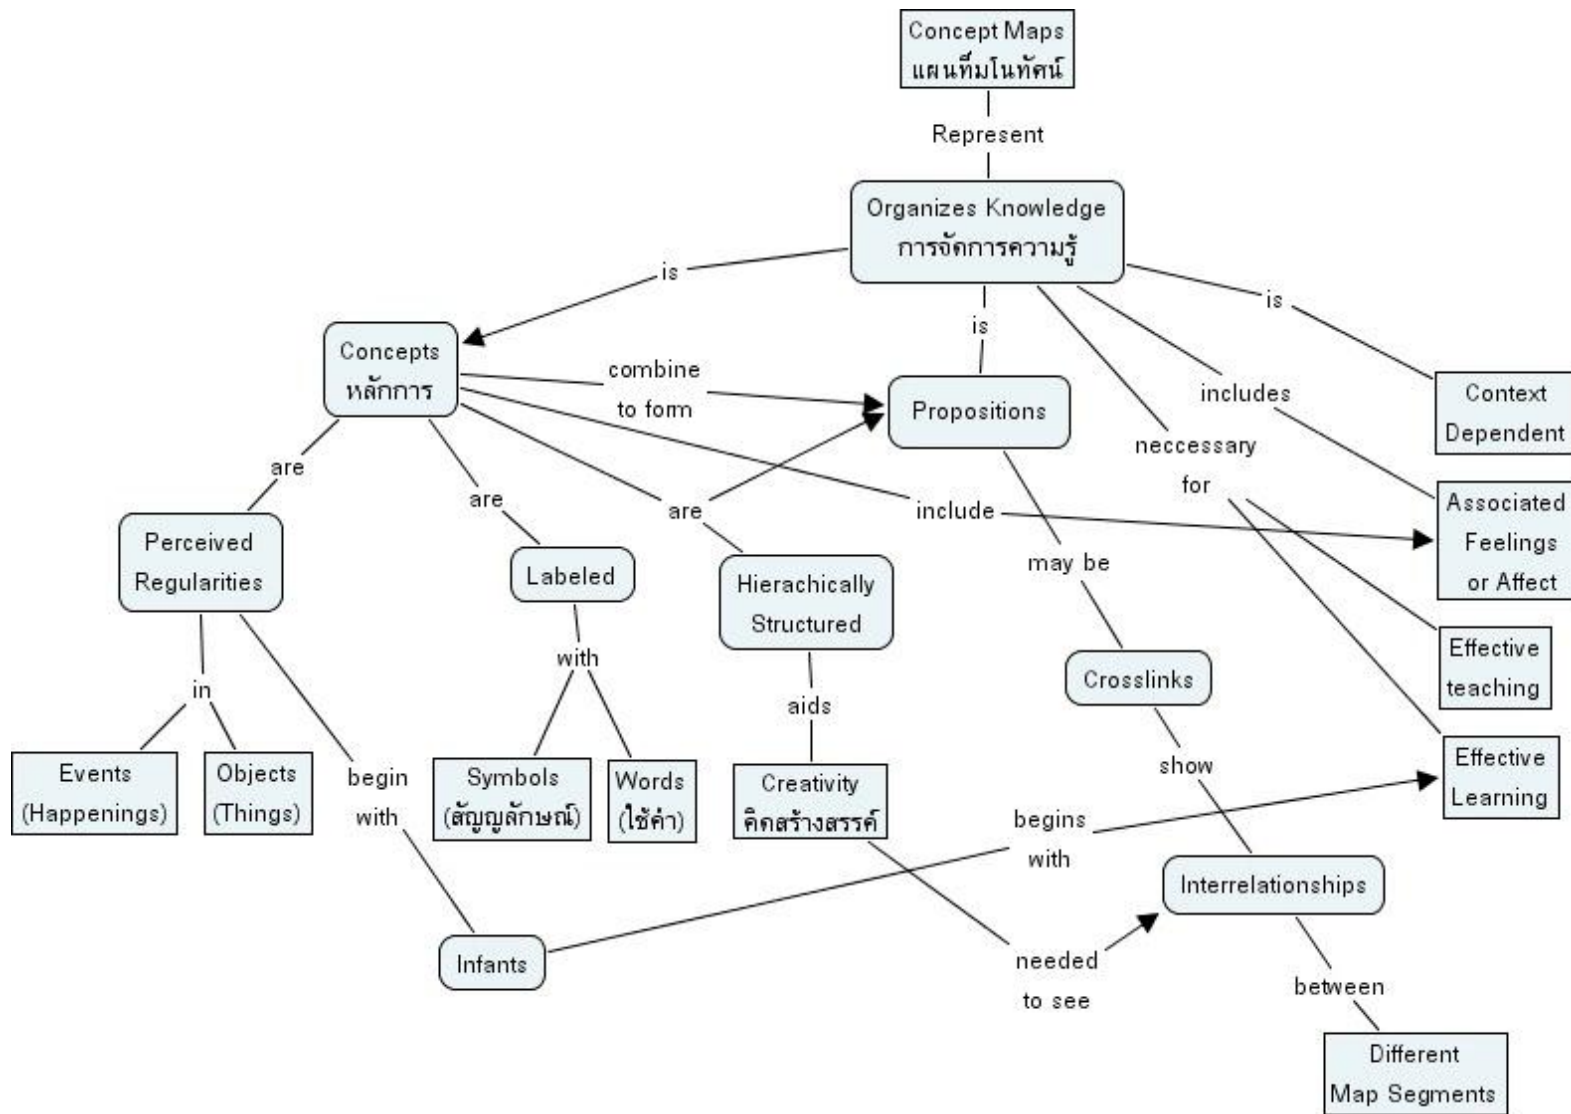 Concept Maps
แผนที่มโนทัศน์
Represent
Organizes Knowledge
การจัดการความรู้
is
is
is
Concepts
หลักการ
combine
to form
Propositions
includes
Context
Dependent
neccessary
for
are
are
are
include
Associated
Feelings
or Affect
Perceived
Regularities
Labeled
Hierachically
Structured
may be
Effective
teaching
with
Crosslinks
in
aids
Events
(Happenings)
Objects
(Things)
begin
with
Symbols
(สัญญลักษณ์)
Words
(ใช้คำ)
Creativity
คิดสร้างสรรค์
show
Effective
Learning
begins
with
Interrelationships
Infants
needed
to see
between
Different
Map Segments